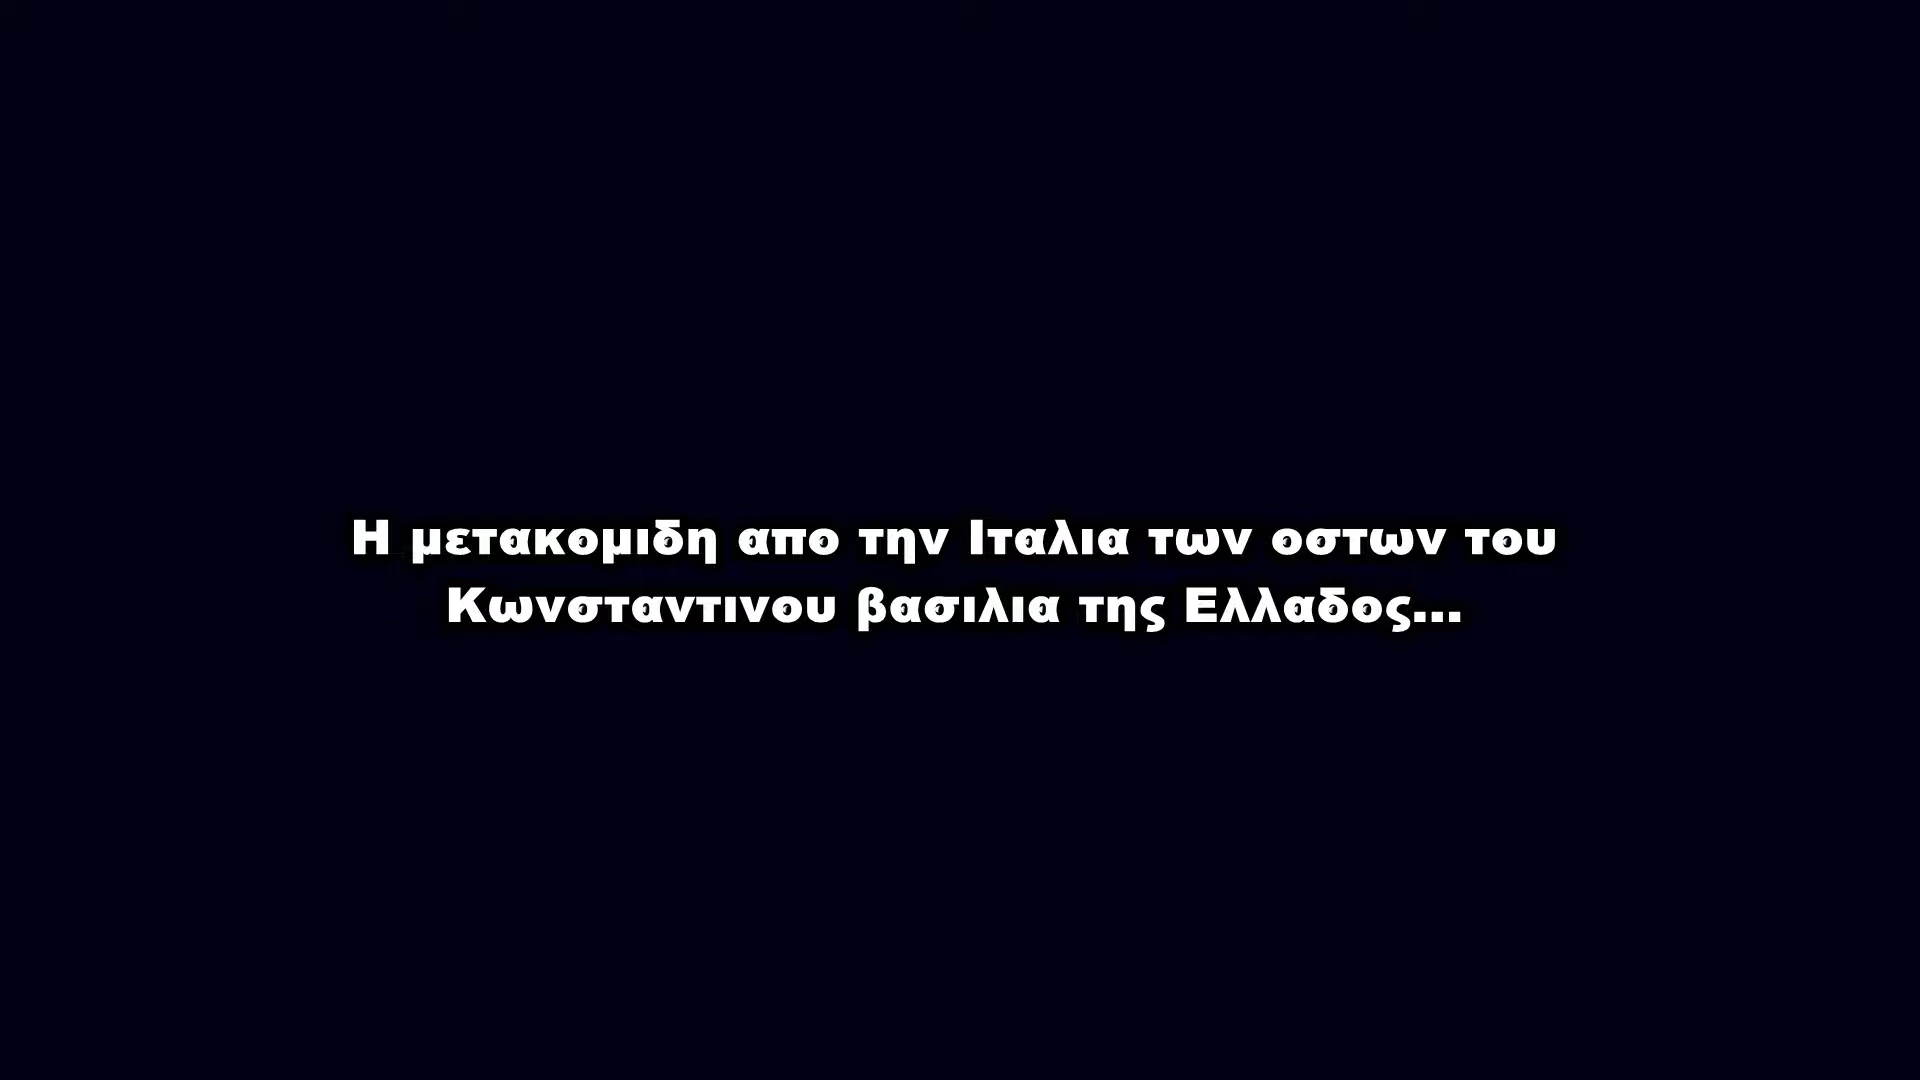 Η μετακομιδη απο την Ιταλια των οστων του
Κωνσταντινου βασιλια της Ελλαδος...